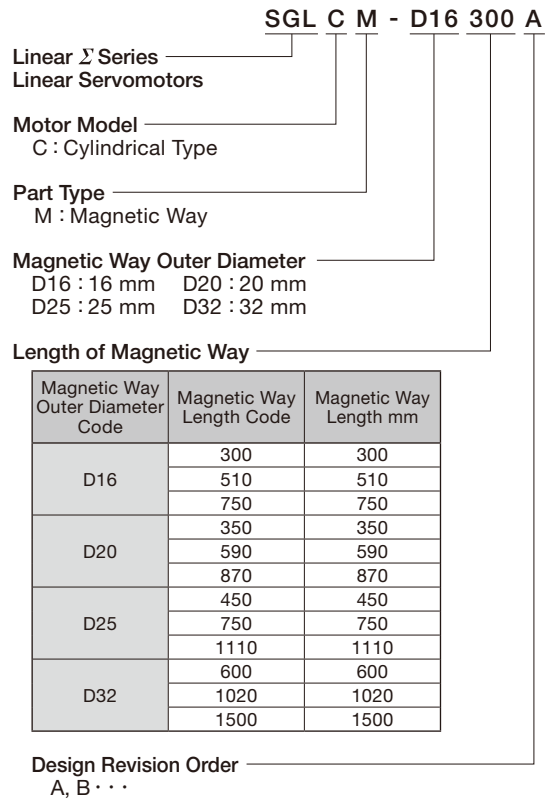 SGL C M - D16 300 A
Linear Σ Series
Linear Servomotors
Motor Model
C : Cylindrical Type
Part Type
M : Magnetic Way
Magnetic Way Outer Diameter
D16 : 16 mm D20 : 20 mm
D25 : 25 mm D32 : 32 mm
Length of Magnetic Way
Magnetic Way Outer Diameter Code Magnetic Way Length Code Magnetic Way Length mm
D16 300 300
510 510
750 750
D20 350 350
590 590
870 870
D25 450 450
750 750
1110 1110
D32 600 600
1020 1020
1500 1500
Design Revision Order
A, B · · ·